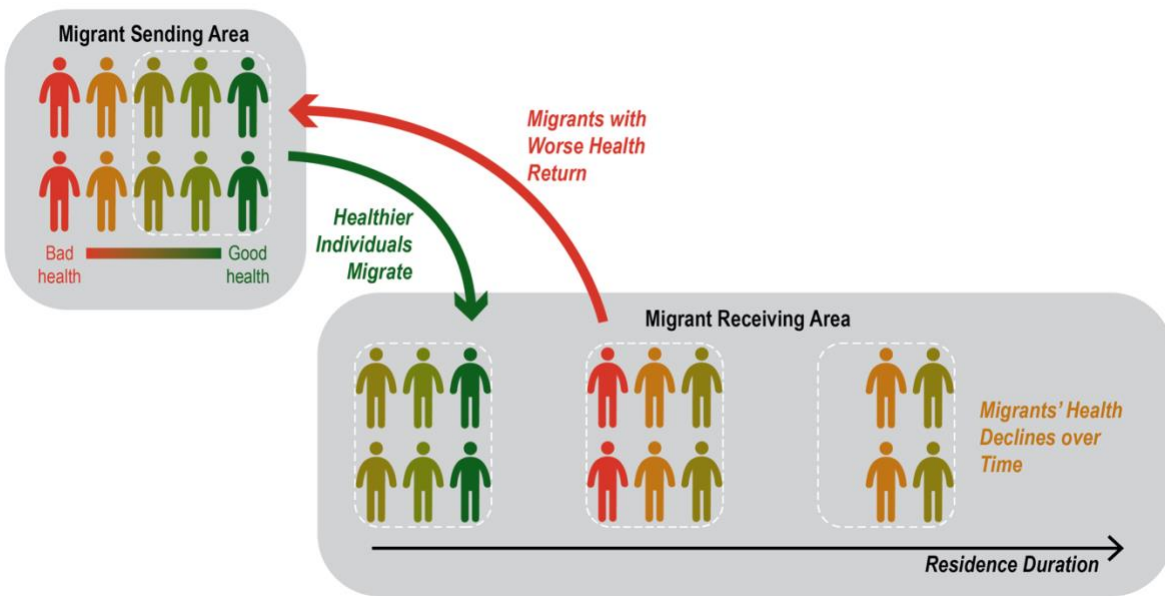 Migrant Sending Area
Bad
health
Good
health
Migrants with
Worse Health
Return
Healthier
Individuals
Migrate
Migrant Receiving Area
Migrants' Health
Declines over
Time
Residence Duration